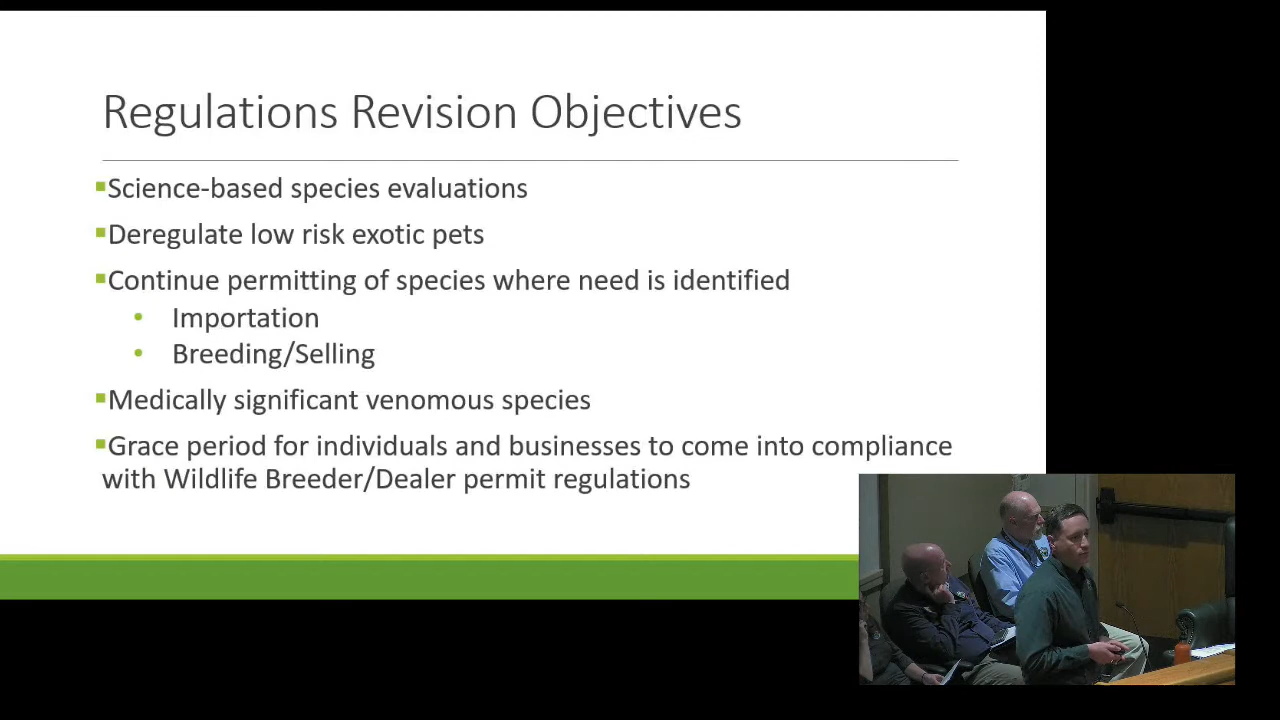 Regulations Revision Objectives
▪Science-based species evaluations
▪Deregulate low risk exotic pets
▪Continue permitting of species where need is identified
• Importation
• Breeding/Selling
▪Medically significant venomous species
▪Grace period for individuals and businesses to come into compliance
with Wildlife Breeder/Dealer permit regulations